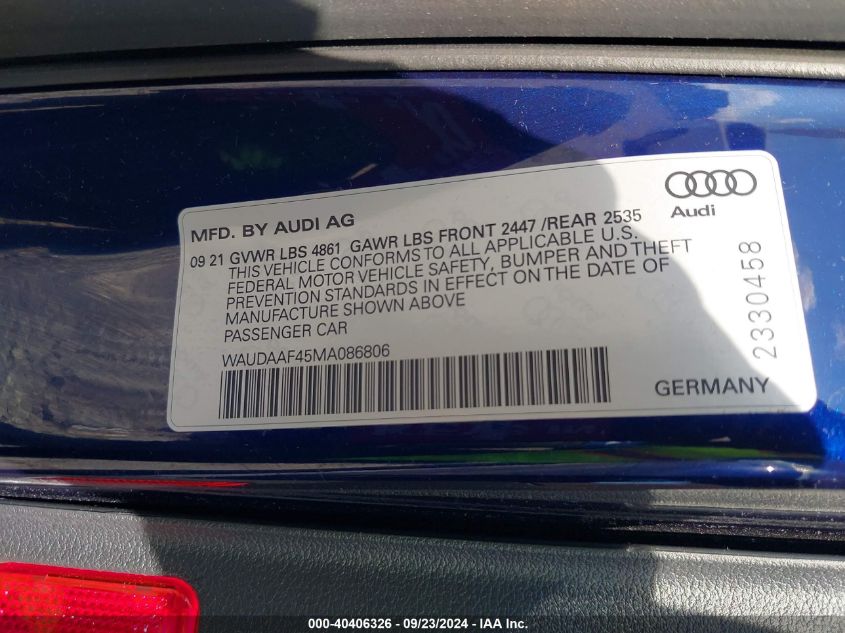 MFD. BY AUDI AG
Audi
09 21 GVWR LBS 4861 GAWR LBS FRONT 2447 /REAR 2535
THIS VEHICLE CONFORMS TO ALL APPLICABLE U.S.
FEDERAL MOTOR VEHICLE SAFETY, BUMPER AND THEFT
PREVENTION STANDARDS IN EFFECT ON THE DATE OF
MANUFACTURE SHOWN ABOVE
PASSENGER CAR
WAUDAAF45MA086806
GERMANY
2330458
000-40406326 - 09/23/2024 - IAA Inc.